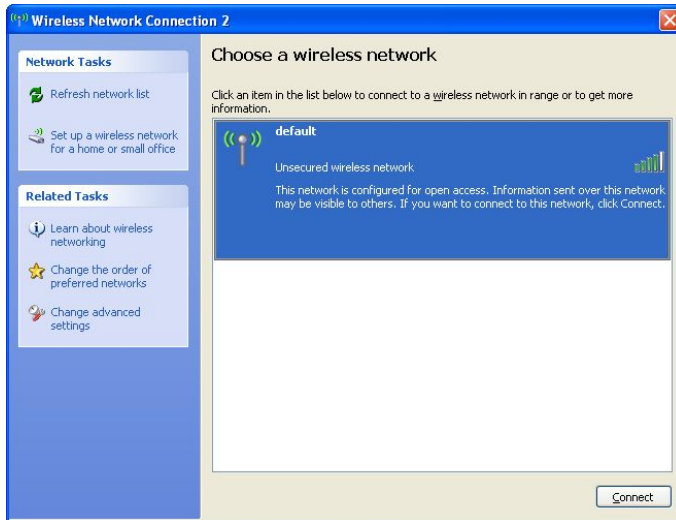 Wireless Network Connection 2
Network Tasks
Refresh network list
Set up a wireless network
for a home or small office
Related Tasks
Learn about wireless
networking
Change the order of
preferred networks
Change advanced
settings
Choose a wireless network
Click an item in the list below to connect to a wireless network in range or to get more
information.
default
Unsecured wireless network
This network is configured for open access. Information sent over this network
may be visible to others. If you want to connect to this network, click Connect.
Connect